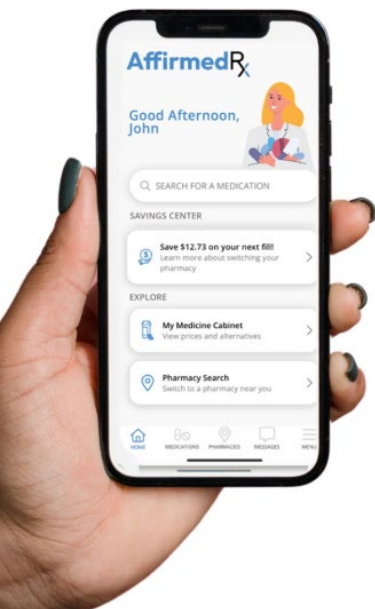 AffirmedRx
Good Afternoon,
John
SEARCH FOR A MEDICATION
SAVINGS CENTER
Save $12.73 on your next fill!
Learn more about switching your
pharmacy
EXPLORE
My Medicine Cabinet
View prices and alternatives
Pharmacy Search
Switch to a pharmacy near you
HOME MEDICATIONS PHARMACIES MESSAGES MENU